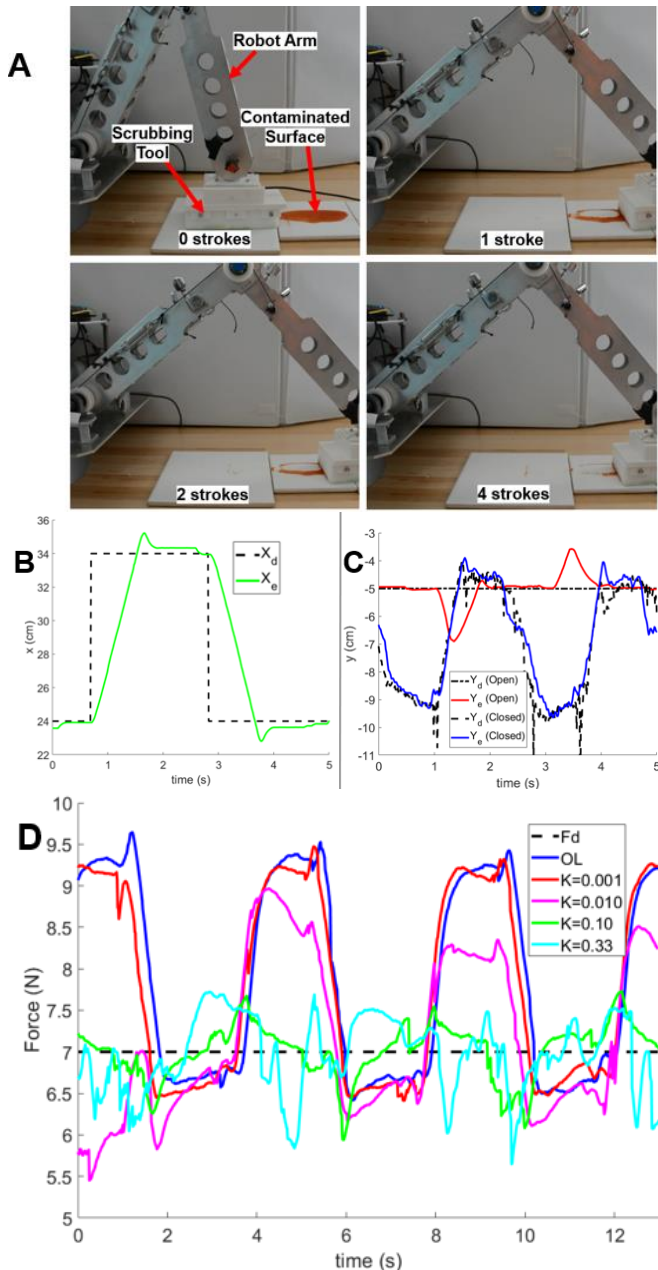 A
Robot Arm
Scrubbing
Tool
Contaminated
Surface
0 strokes
1 stroke
2 strokes
4 strokes
B
36
34
32
30
28
26
24
22
x (cm)
0
1
2
3
4
5
time (s)
X_d
X_e
C
-3
-4
-5
-6
-7
-8
-9
-10
-11
y (cm)
0
1
2
3
4
5
time (s)
Y_d (Open)
Y_e (Open)
Y_d (Closed)
Y_e (Closed)
D
10
9.5
9
8.5
8
7.5
7
6.5
6
5.5
5
Force (N)
0
2
4
6
8
10
12
time (s)
Fd
OL
K=0.001
K=0.010
K=0.10
K=0.33